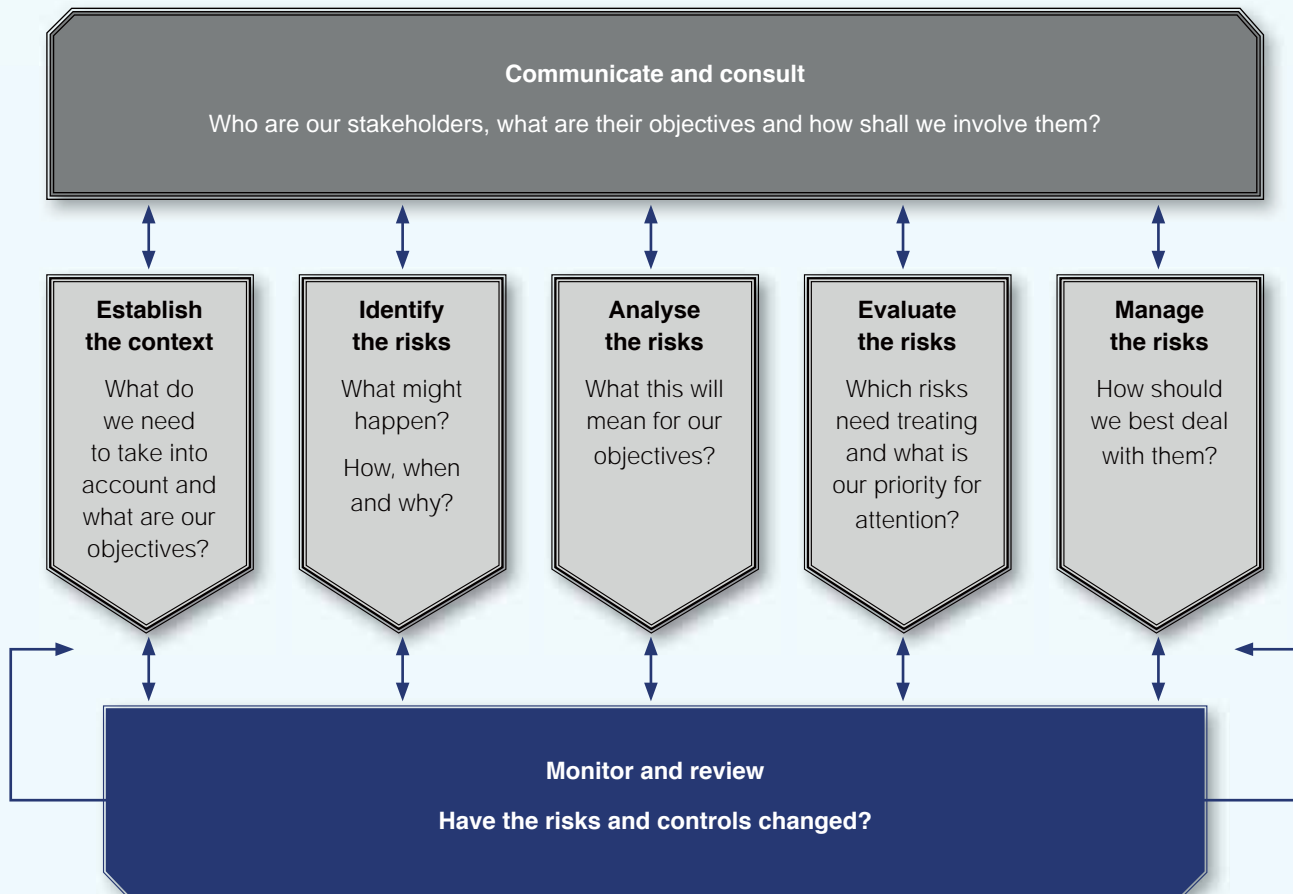 Communicate and consult
Who are our stakeholders, what are their objectives and how shall we involve them?
Establish
the context
What do
we need
to take into
account and
what are our
objectives?
Identify
the risks
What might
happen?
How, when
and why?
Analyse
the risks
What this will
mean for our
objectives?
Evaluate
the risks
Which risks
need treating
and what is
our priority for
attention?
Manage
the risks
How should
we best deal
with them?
Monitor and review
Have the risks and controls changed?